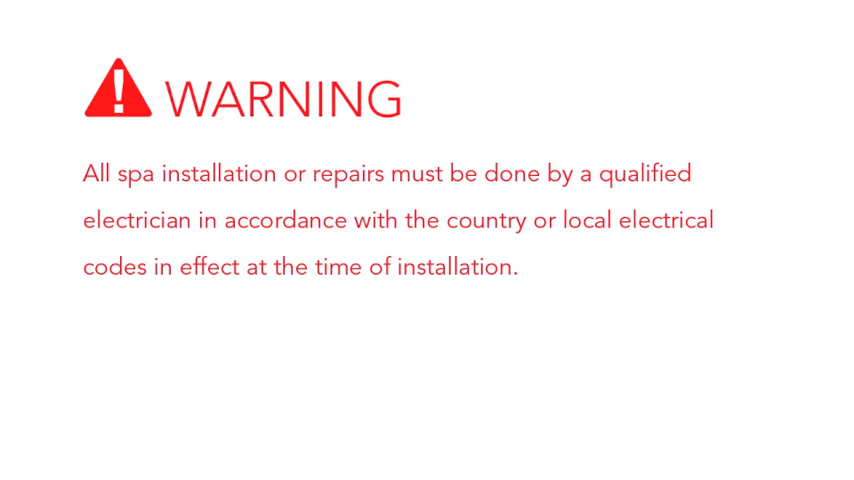 WARNING
All spa installation or repairs must be done by a qualified
electrician in accordance with the country or local electrical
codes in effect at the time of installation.